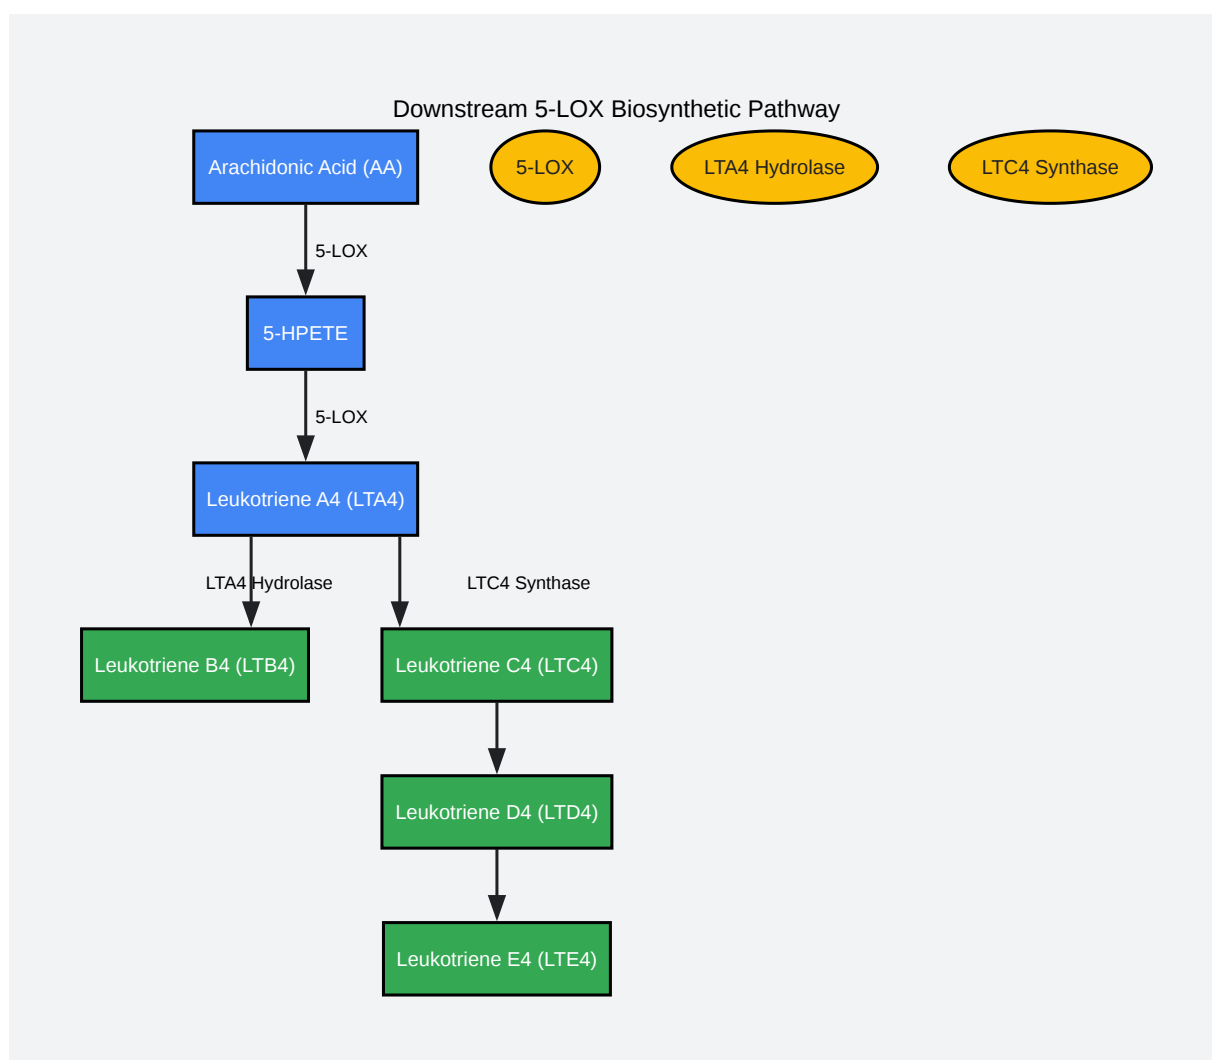 Downstream 5-LOX Biosynthetic Pathway
Arachidonic Acid (AA)
5-LOX
LTA4 Hydrolase
LTC4 Synthase
5-LOX
5-HPETE
5-LOX
Leukotriene A4 (LTA4)
LTA4 Hydrolase
LTC4 Synthase
Leukotriene B4 (LTB4)
Leukotriene C4 (LTC4)
Leukotriene D4 (LTD4)
Leukotriene E4 (LTE4)